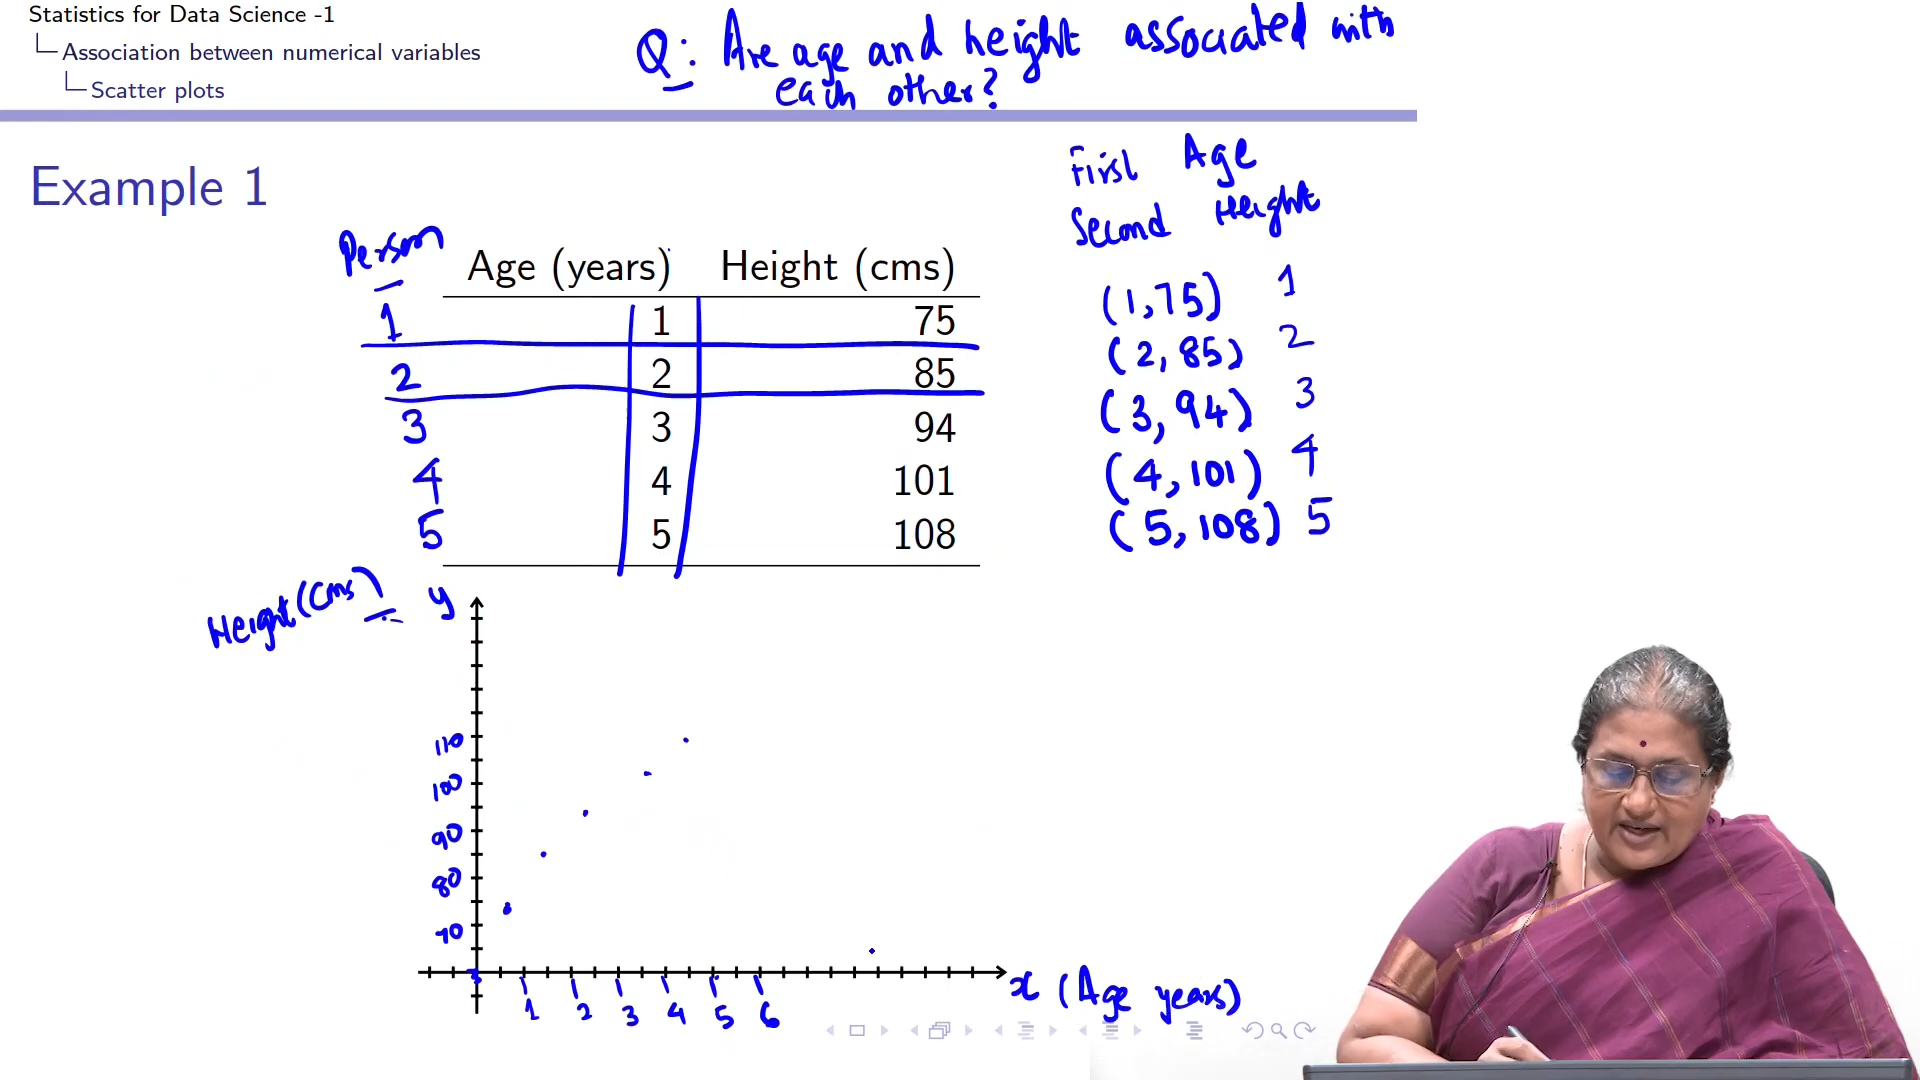 Statistics for Data Science -1
Association between numerical variables
Scatter plots
Q: Are age and height associated with
each other?
Example 1
First Age
Second Height
Person Age (years) Height (cms)
1 1 75 (1,75) 1
2 2 85 (2,85) 2
3 3 94 (3,94) 3
4 4 101 (4,101) 4
5 5 108 (5,108) 5
Height (cms) y
110
100
90
80
70
1 2 3 4 5 6
x (Age years)